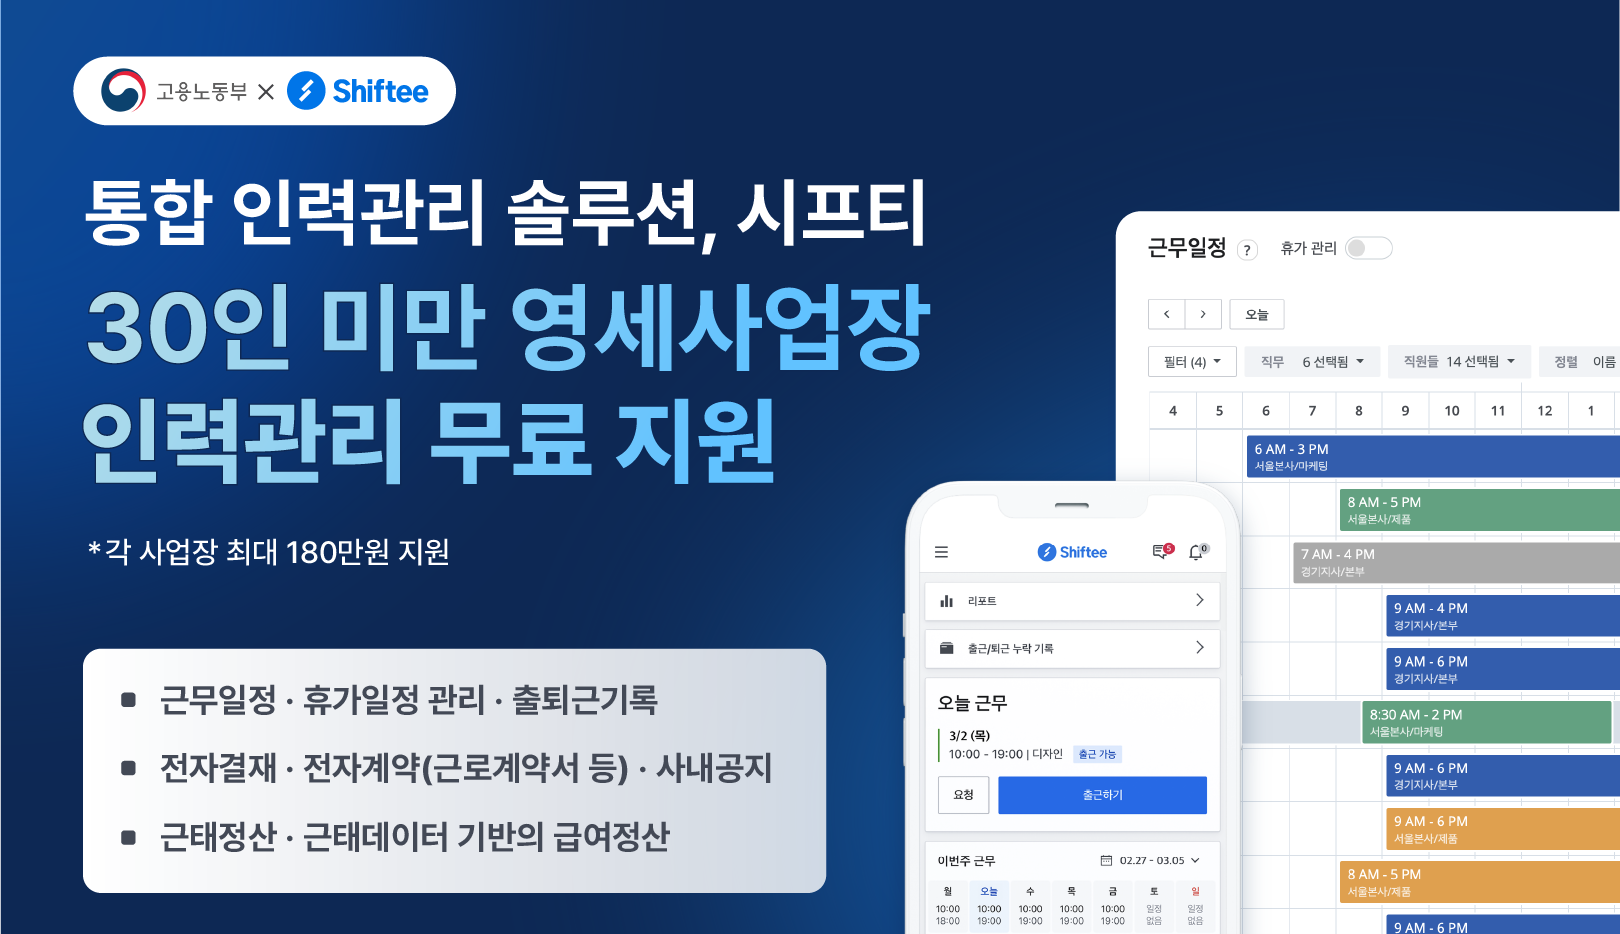 고용노동부 × Shiftee
통합 인력관리 솔루션, 시프티
30인 미만 영세사업장
인력관리 무료 지원
*각 사업장 최대 180만원 지원
■ 근무일정 · 휴가일정 관리 · 출퇴근기록
■ 전자결재 · 전자계약(근로계약서 등) · 사내공지
■ 근태정산 · 근태데이터 기반의 급여정산
Shiftee 5 0
리포트
출근/퇴근 누락 기록
오늘 근무
3/2 (목)
10:00 - 19:00 | 디자인 출근 가능
요청 출근하기
이번주 근무 02.27 - 03.05
월 오늘 수 목 금 토 일
10:00 10:00 10:00 10:00 10:00 일정 일정
18:00 19:00 19:00 19:00 19:00 없음 없음
근무일정 ? 휴가 관리
< > 오늘
필터 (4) 직무 6 선택됨 직원들 14 선택됨 정렬 이름
4 5 6 7 8 9 10 11 12 1
6 AM - 3 PM
서울본사/마케팅
8 AM - 5 PM
서울본사/제품
7 AM - 4 PM
경기지사/본부
9 AM - 4 PM
경기지사/본부
9 AM - 6 PM
경기지사/본부
8:30 AM - 2 PM
서울본사/마케팅
9 AM - 6 PM
경기지사/본부
9 AM - 6 PM
서울본사/제품
8 AM - 5 PM
서울본사/제품
9 AM - 6 PM